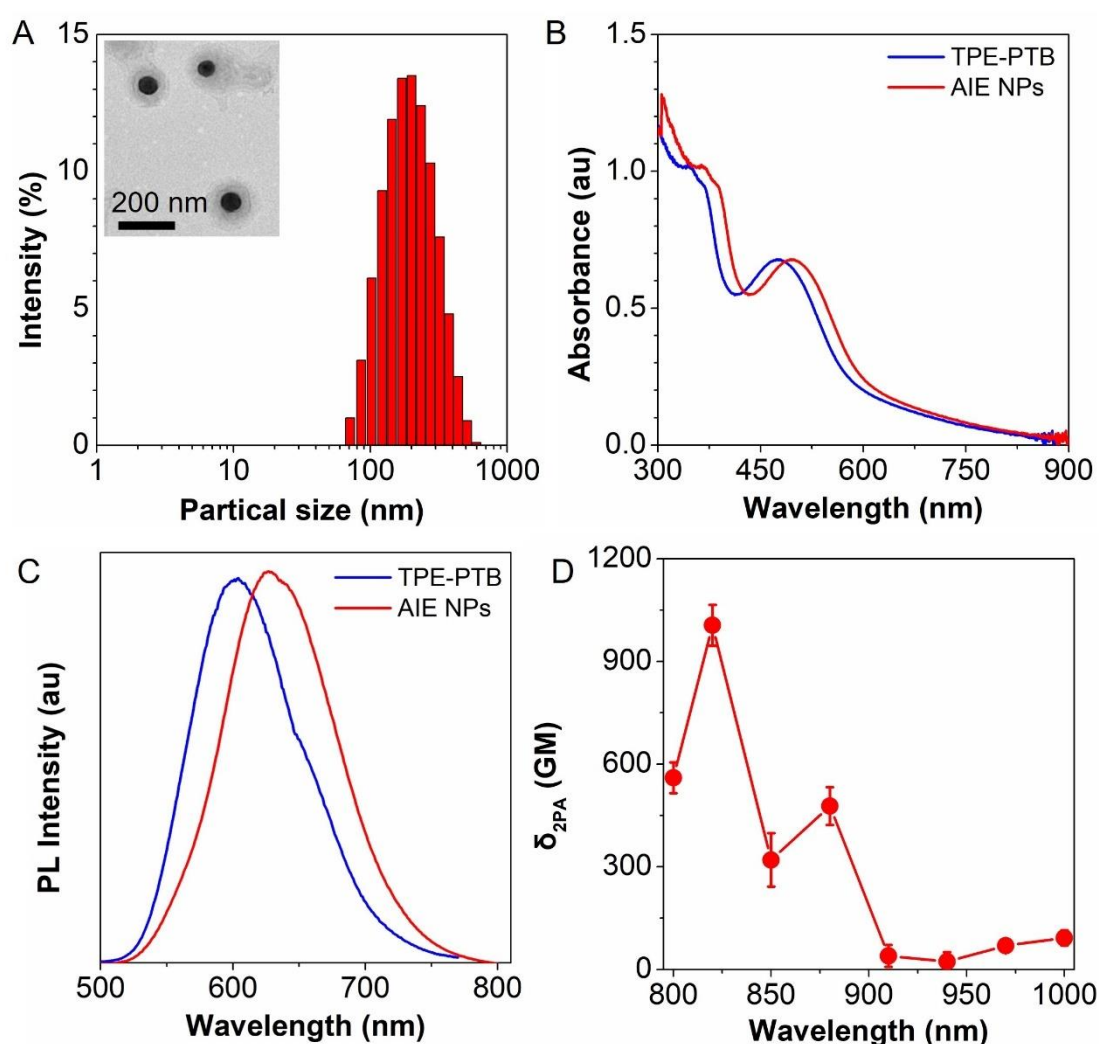 A
15
10
5
0
Intensity (%)
200 nm
1
10
100
1000
Partical size (nm)
B
1.5
1.0
0.5
0.0
Absorbance (au)
TPE-PTB
AIE NPs
300
450
600
750
900
Wavelength (nm)
C
PL Intensity (au)
TPE-PTB
AIE NPs
500
600
700
800
Wavelength (nm)
D
1200
900
600
300
0
δ2PA (GM)
800
850
900
950
1000
Wavelength (nm)